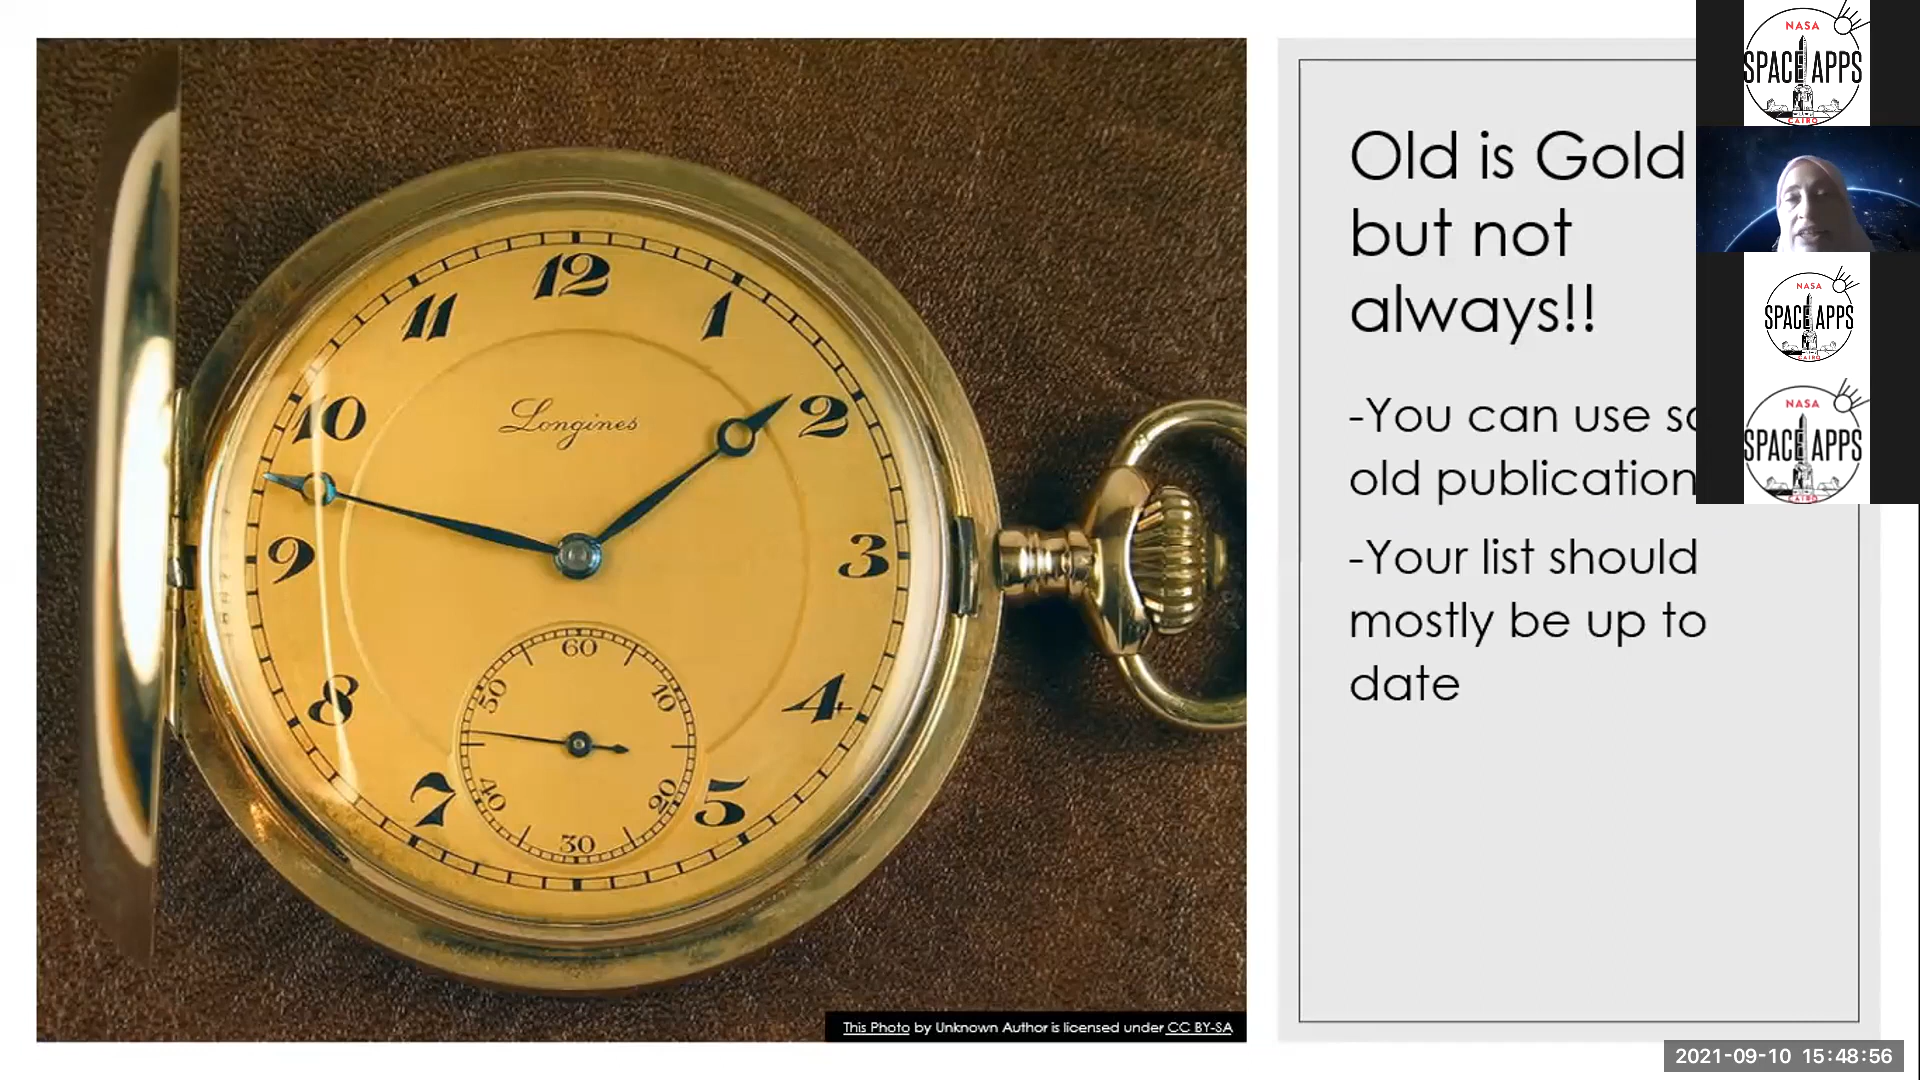 Old is Gold
but not
always!!
-You can use
old publication
-Your list should
mostly be up to
date
12
1
2
3
4
5
7
8
9
10
11
Longines
60
10
20
30
40
50
This Photo by Unknown Author is licensed under CC BY-SA
NASA
SPACE APPS
CAIRO
NASA
SPACE APPS
CAIRO
NASA
SPACE APPS
CAIRO
2021-09-10 15:48:56